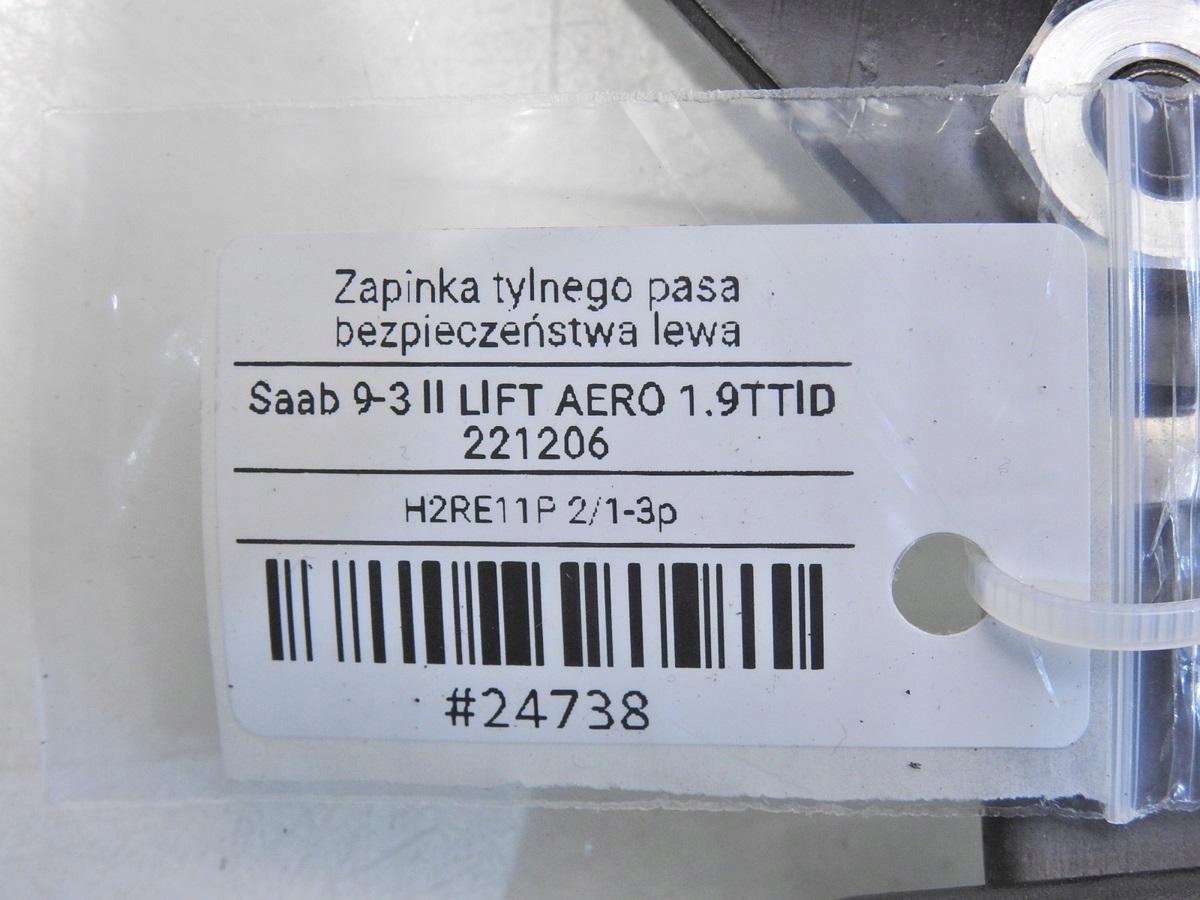 Zapinka tylnego pasa
bezpieczeństwa lewa
Saab 9-3 II LIFT AERO 1.9TTID
221206
H2RE11P 2/1-3p
#24738